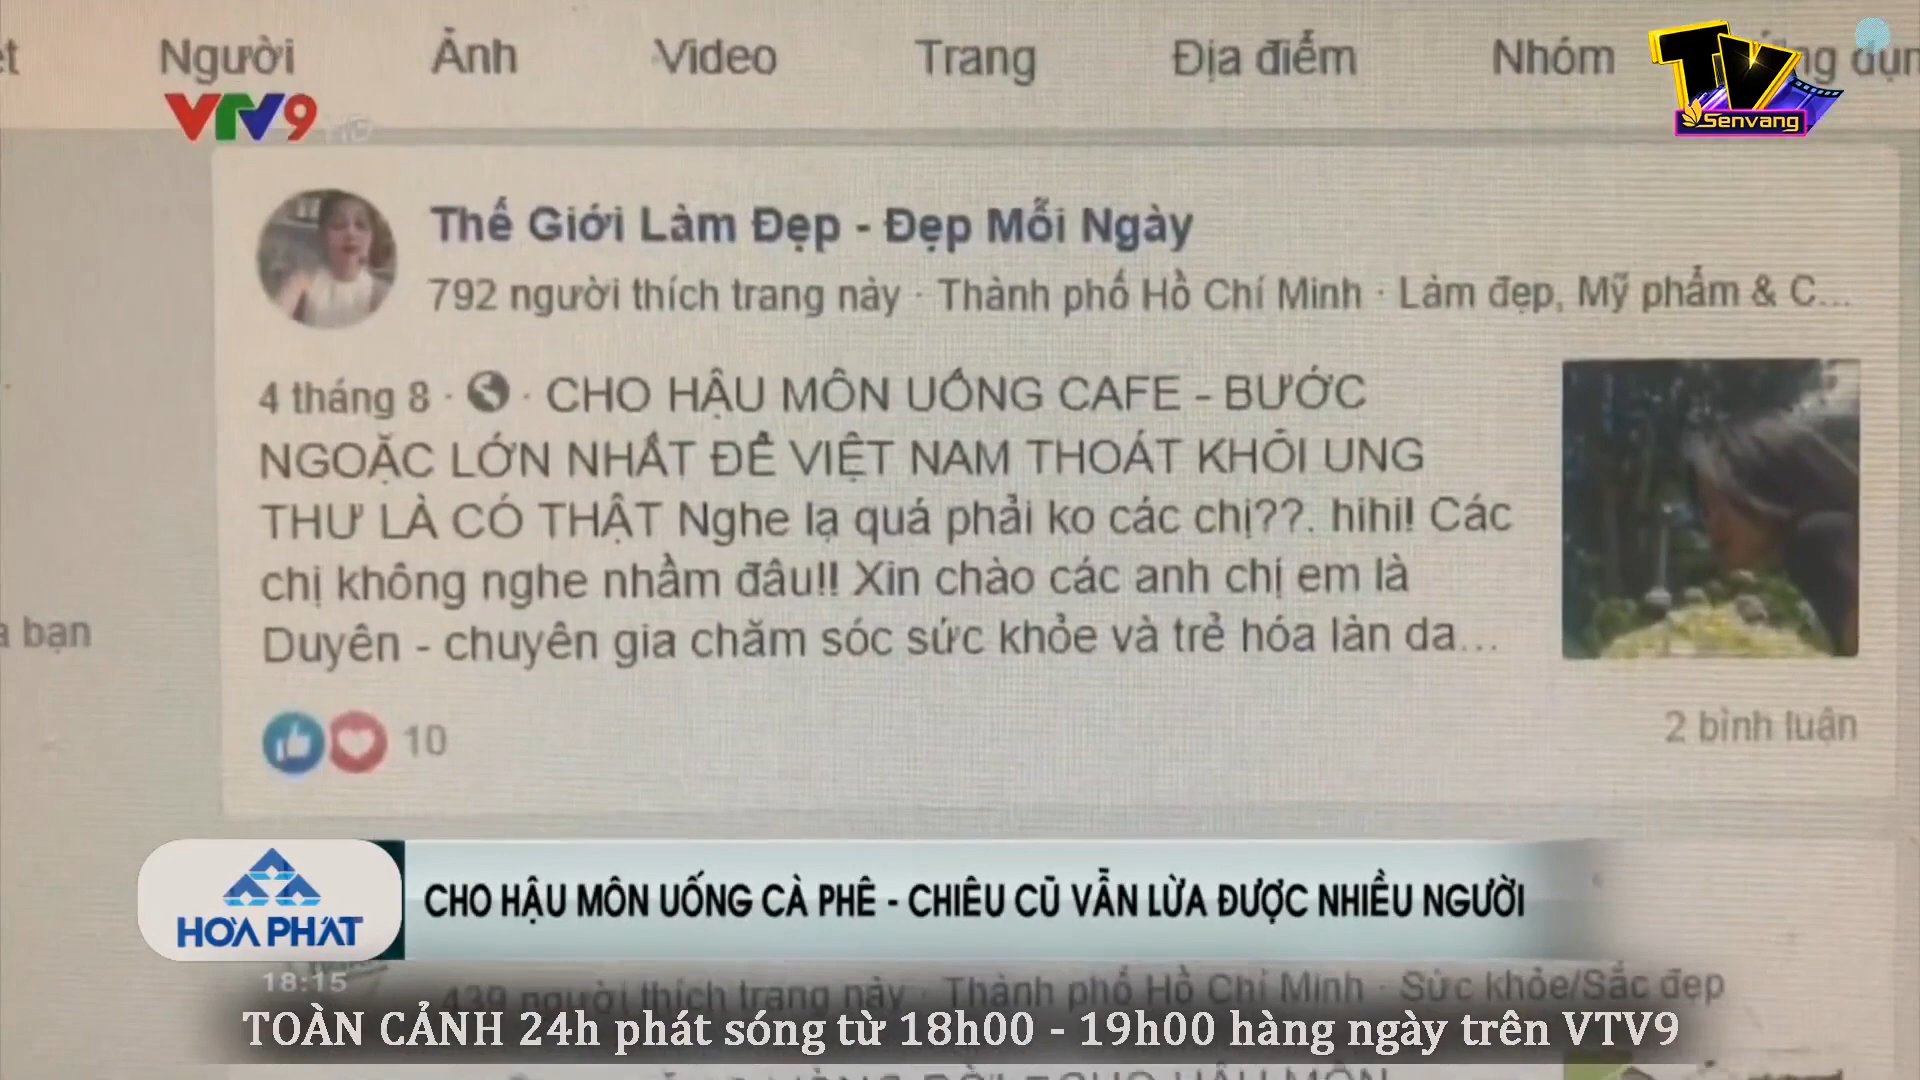 Người Ảnh Video Trang Địa điểm Nhóm
VTV9
TV
Senvang
Thế Giới Làm Đẹp - Đẹp Mỗi Ngày
792 người thích trang này · Thành phố Hồ Chí Minh · Làm đẹp, Mỹ phẩm & C...
4 tháng 8 · CHO HẬU MÔN UỐNG CAFE - BƯỚC
NGOẶC LỚN NHẤT ĐỂ VIỆT NAM THOÁT KHỎI UNG
THƯ LÀ CÓ THẬT Nghe lạ quá phải ko các chị??. hihi! Các
chị không nghe nhầm đâu!! Xin chào các anh chị em là
Duyên - chuyên gia chăm sóc sức khỏe và trẻ hóa làn da...
bạn
10
2 bình luận
HÒA PHÁT
CHO HẬU MÔN UỐNG CÀ PHÊ - CHIÊU CŨ VẪN LỪA ĐƯỢC NHIỀU NGƯỜI
18:15
439 người thích trang này · Thành phố Hồ Chí Minh · Sức khỏe/Sắc đẹp
TOÀN CẢNH 24h phát sóng từ 18h00 - 19h00 hàng ngày trên VTV9